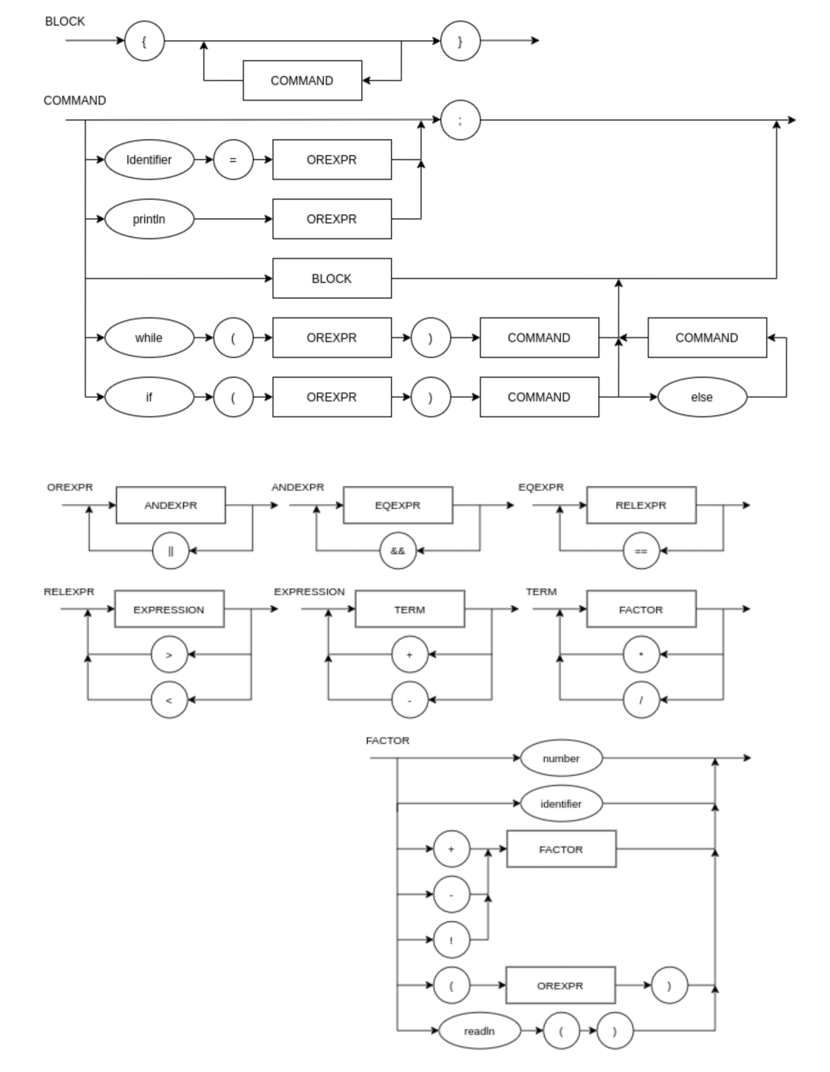 BLOCK
{ }
COMMAND
COMMAND
;
Identifier = OREXPR
println OREXPR
BLOCK
while ( OREXPR ) COMMAND COMMAND
if ( OREXPR ) COMMAND else
OREXPR ANDEXPR EQEXPR
ANDEXPR EQEXPR RELEXPR
|| && ==
RELEXPR EXPRESSION TERM
EXPRESSION TERM FACTOR
> + *
< - /
FACTOR
number
identifier
+ FACTOR
-
!
( OREXPR )
readln ( )